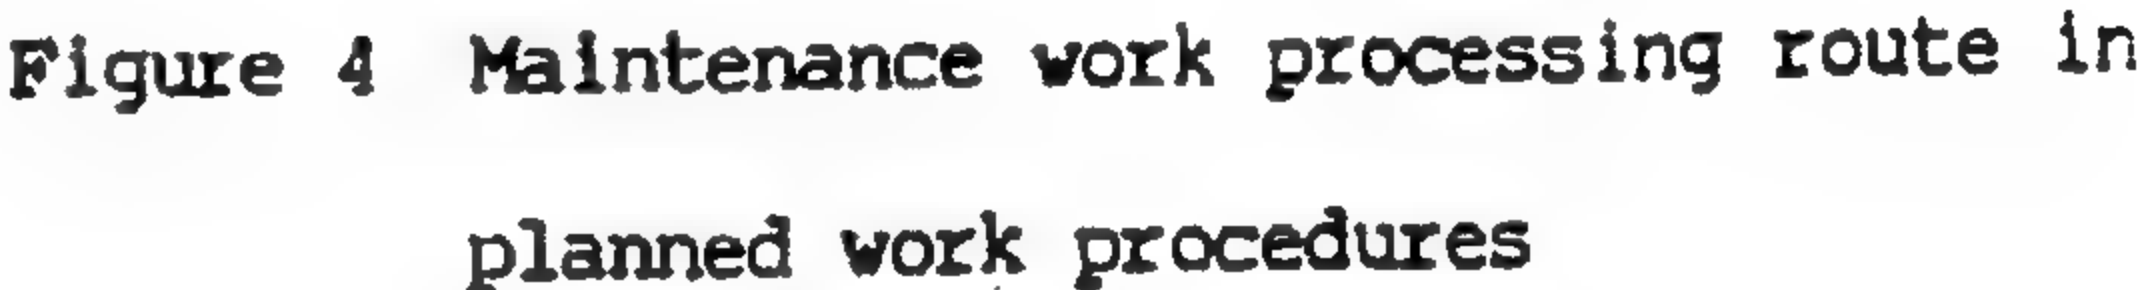 Figure 4 Maintenance work processing route in
planned work procedures